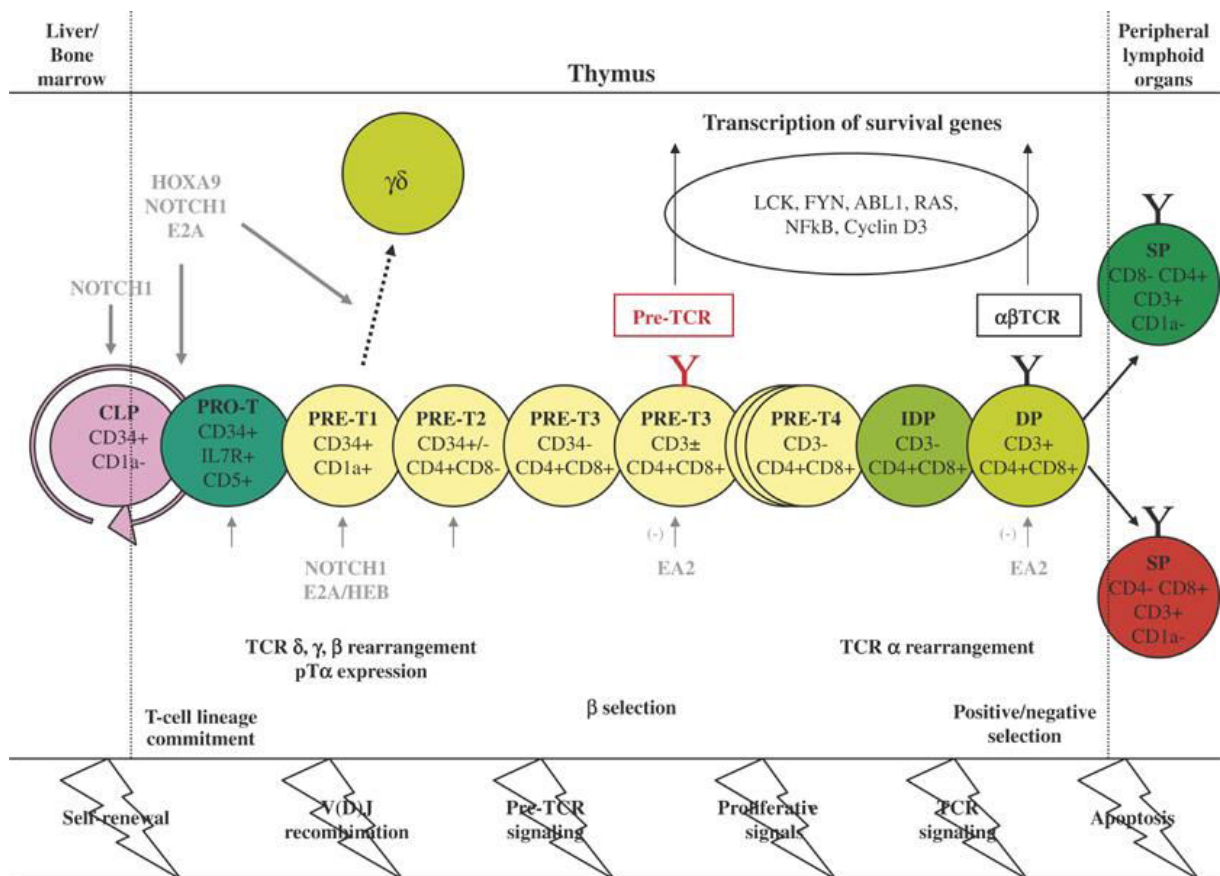 Liver/
Bone
marrow
Thymus
Peripheral
lymphoid
organs
Transcription of survival genes
HOXA9
NOTCH1
E2A
γδ
LCK, FYN, ABL1, RAS,
NFkB, Cyclin D3
NOTCH1
Pre-TCR
αβTCR
Y
SP
CD8- CD4+
CD3+
CD1a-
Y
Y
CLP
CD34+
CD1a-
PRO-T
CD34+
IL7R+
CD5+
PRE-T1
CD34+
CD1a+
PRE-T2
CD34+/-
CD4+CD8-
PRE-T3
CD34-
CD4+CD8+
PRE-T3
CD3±
CD4+CD8+
PRE-T4
CD3-
CD4+CD8+
IDP
CD3-
CD4+CD8+
DP
CD3+
CD4+CD8+
Y
SP
CD4- CD8+
CD3+
CD1a-
NOTCH1
E2A/HEB
(-)
EA2
(-)
EA2
TCR δ, γ, β rearrangement
pTα expression
TCR α rearrangement
β selection
T-cell lineage
commitment
Positive/negative
selection
Self-renewal
V(D)J
recombination
Pre-TCR
signaling
Proliferative
signals
TCR
signaling
Apoptosis